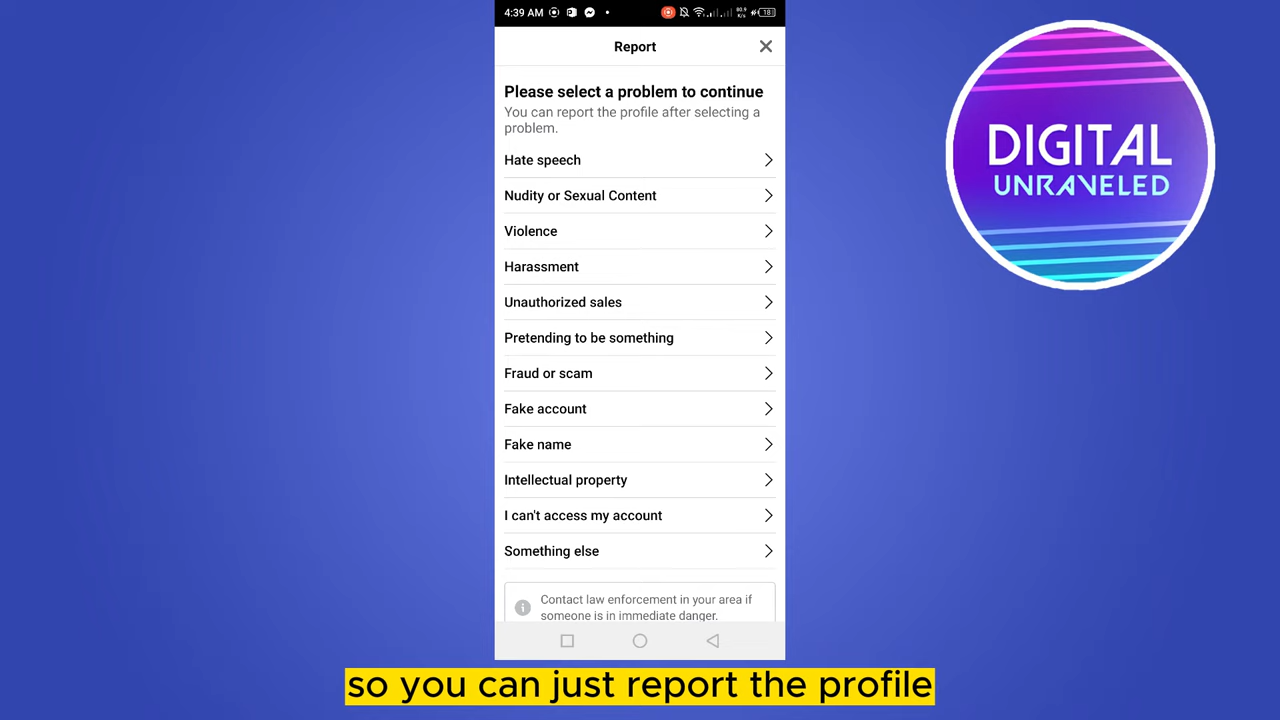 4:39 AM
80.9
K/s
18
Report
Please select a problem to continue
You can report the profile after selecting a
problem.
Hate speech
Nudity or Sexual Content
Violence
Harassment
Unauthorized sales
Pretending to be something
Fraud or scam
Fake account
Fake name
Intellectual property
I can't access my account
Something else
Contact law enforcement in your area if
someone is in immediate danger.
DIGITAL
UNRAVELED
so you can just report the profile